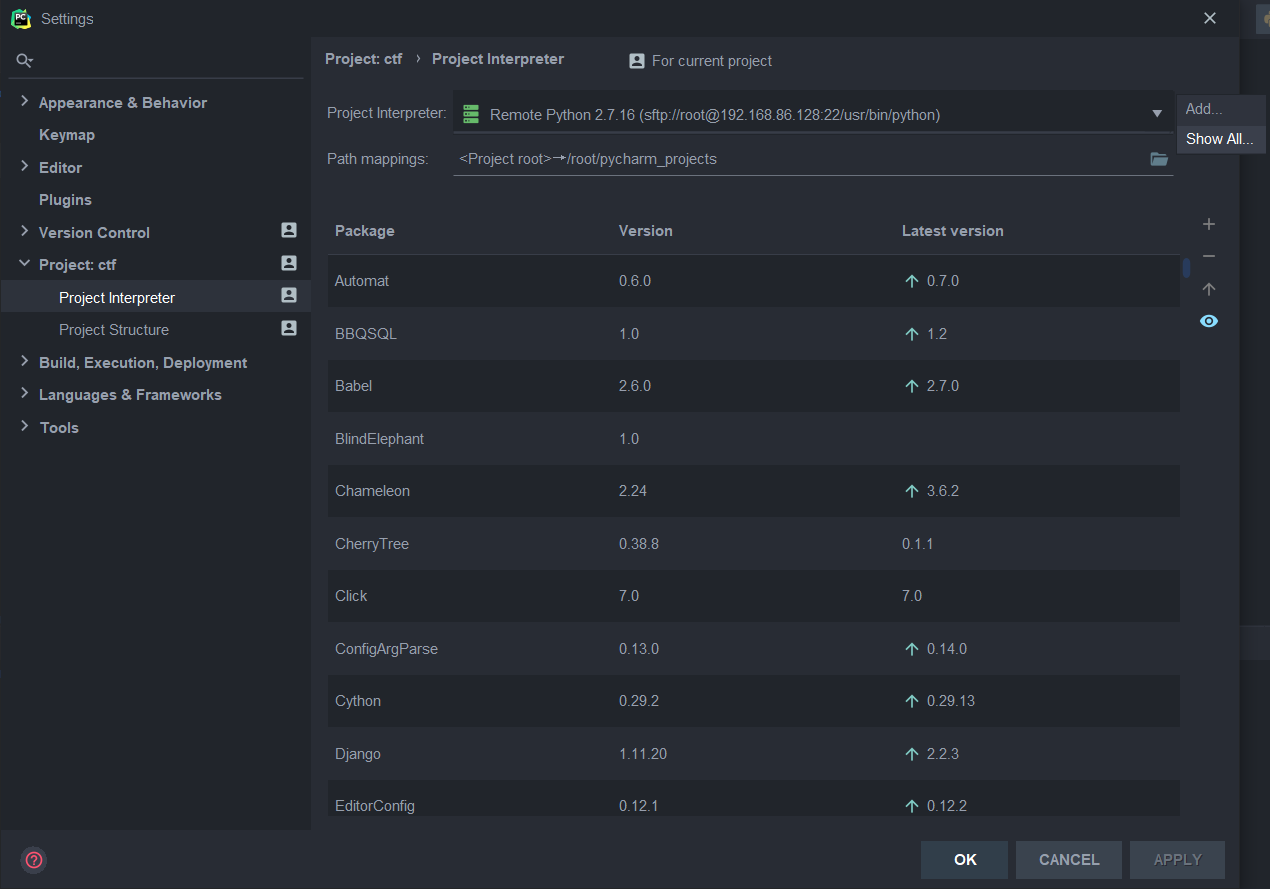 Settings
Appearance & Behavior
Keymap
Editor
Plugins
Version Control
Project: ctf
Project Interpreter
Project Structure
Build, Execution, Deployment
Languages & Frameworks
Tools
Project: ctf › Project Interpreter For current project
Project Interpreter: Remote Python 2.7.16 (sftp://root@192.168.86.128:22/usr/bin/python)
Add...
Show All...
Path mappings: <Project root>→/root/pycharm_projects
Package Version Latest version
Automat 0.6.0 0.7.0
BBQSQL 1.0 1.2
Babel 2.6.0 2.7.0
BlindElephant 1.0
Chameleon 2.24 3.6.2
CherryTree 0.38.8 0.1.1
Click 7.0 7.0
ConfigArgParse 0.13.0 0.14.0
Cython 0.29.2 0.29.13
Django 1.11.20 2.2.3
EditorConfig 0.12.1 0.12.2
OK CANCEL APPLY